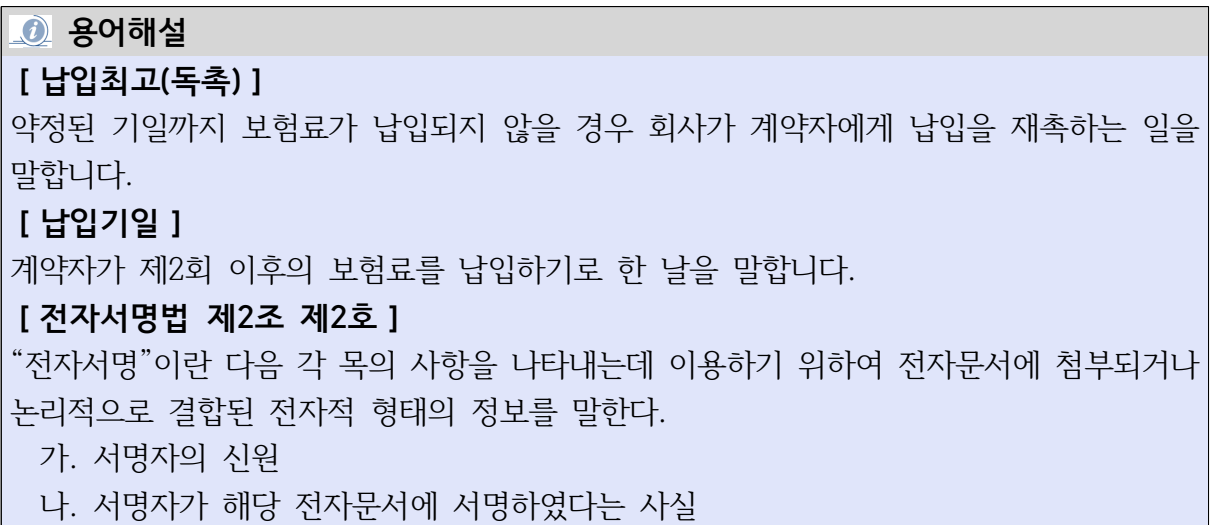 용어해설
[ 납입최고(독촉) ]
약정된 기일까지 보험료가 납입되지 않을 경우 회사가 계약자에게 납입을 재촉하는 일을
말합니다.
[ 납입기일 ]
계약자가 제2회 이후의 보험료를 납입하기로 한 날을 말합니다.
[ 전자서명법 제2조 제2호 ]
“전자서명”이란 다음 각 목의 사항을 나타내는데 이용하기 위하여 전자문서에 첨부되거나
논리적으로 결합된 전자적 형태의 정보를 말한다.
가. 서명자의 신원
나. 서명자가 해당 전자문서에 서명하였다는 사실